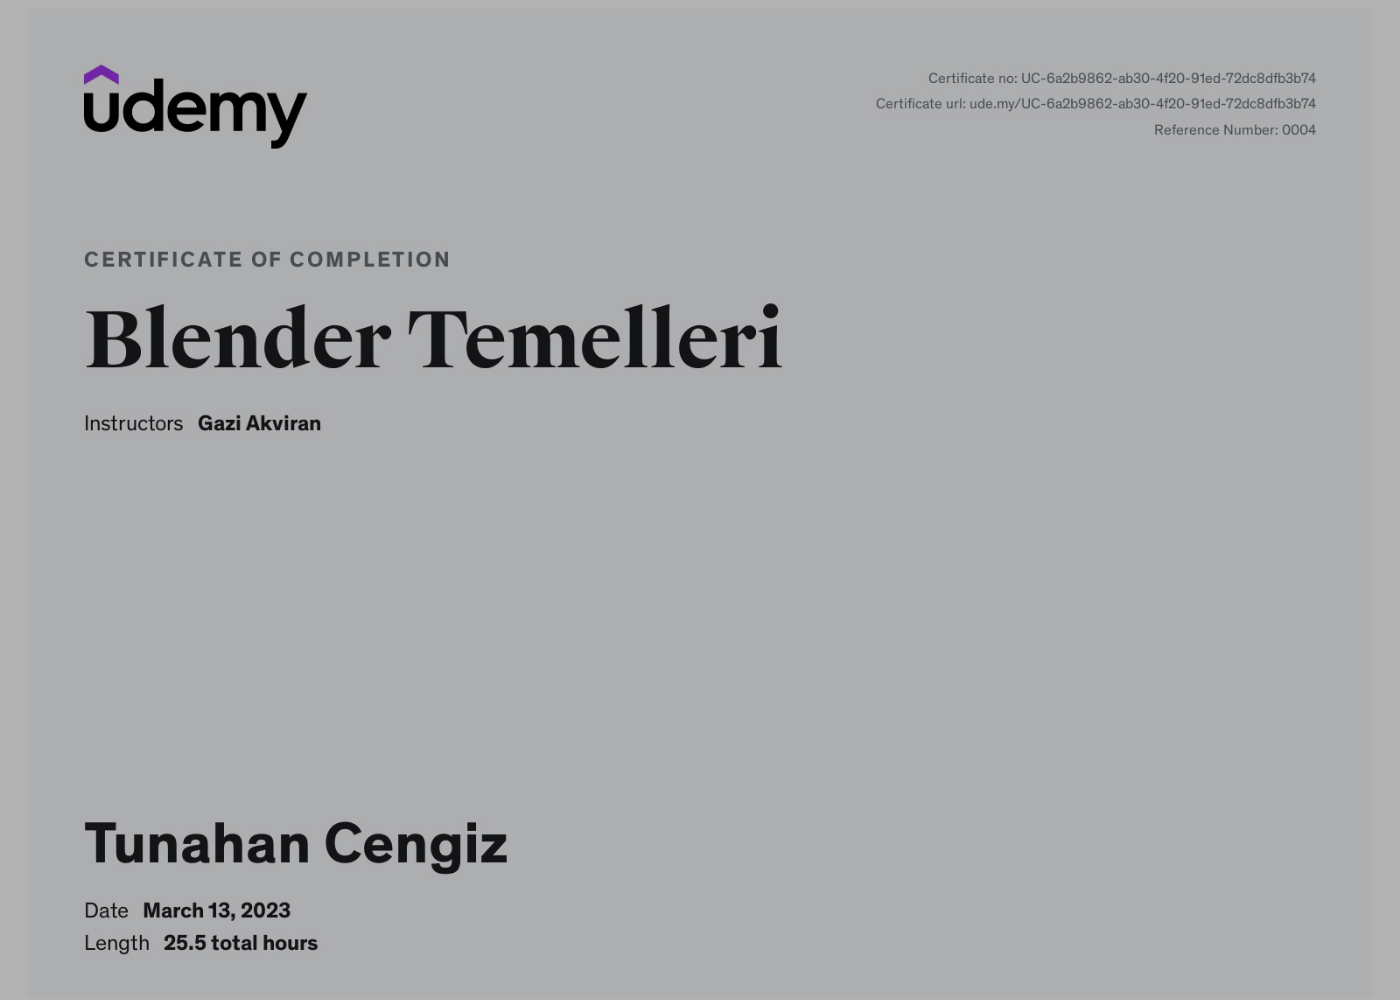 udemy
Certificate no: UC-6a2b9862-ab30-4f20-91ed-72dc8dfb3b74
Certificate url: ude.my/UC-6a2b9862-ab30-4f20-91ed-72dc8dfb3b74
Reference Number: 0004
CERTIFICATE OF COMPLETION
Blender Temelleri
Instructors Gazi Akviran
Tunahan Cengiz
Date March 13, 2023
Length 25.5 total hours